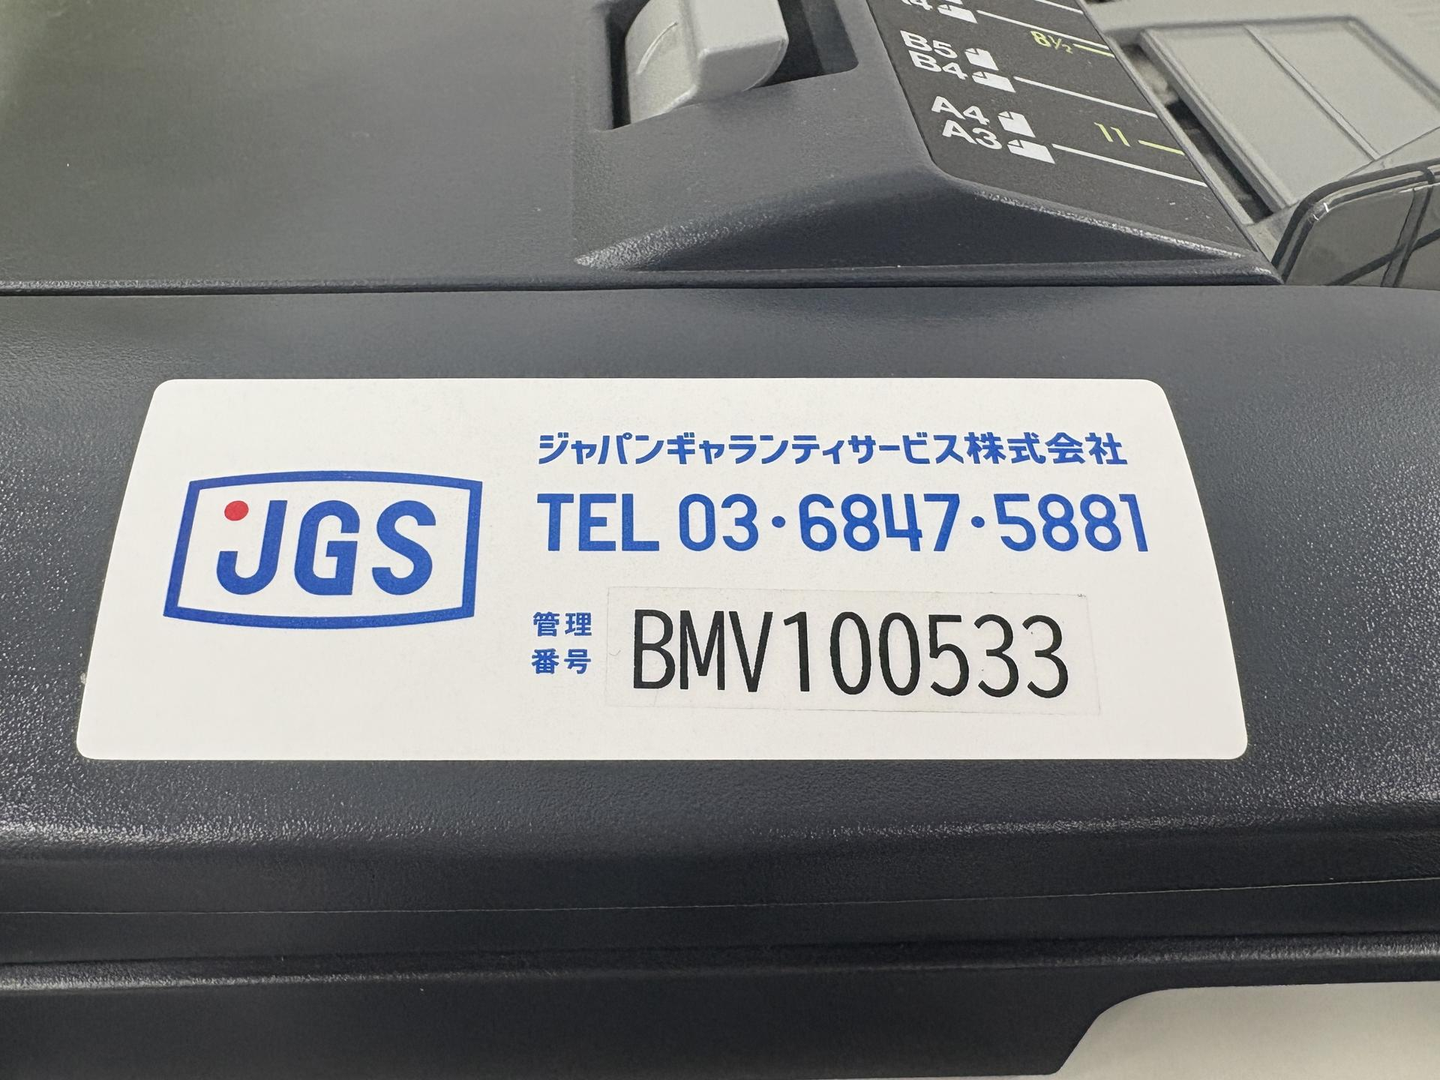 8½
B5
B4
A4
11
A3
ジャパンギャランティサービス株式会社
JGS
TEL 03・6847・5881
管理
番号
BMV100533